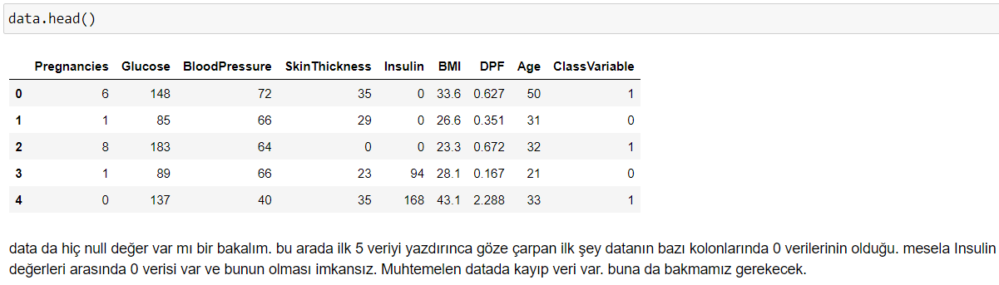 data.head()
Pregnancies Glucose BloodPressure SkinThickness Insulin BMI DPF Age ClassVariable
0 6 148 72 35 0 33.6 0.627 50 1
1 1 85 66 29 0 26.6 0.351 31 0
2 8 183 64 0 0 23.3 0.672 32 1
3 1 89 66 23 94 28.1 0.167 21 0
4 0 137 40 35 168 43.1 2.288 33 1
data da hiç null değer var mı bir bakalım. bu arada ilk 5 veriyi yazdırınca göze çarpan ilk şey datanın bazı kolonlarında 0 verilerinin olduğu. mesela Insulin
değerleri arasında 0 verisi var ve bunun olması imkansız. Muhtemelen datada kayıp veri var. buna da bakmamız gerekecek.